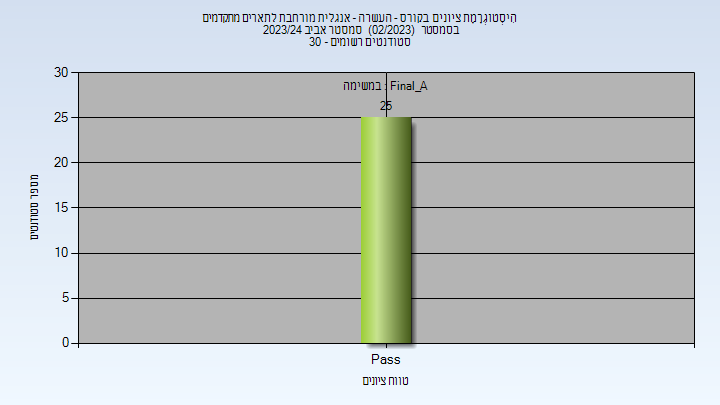 היסטוגרמת ציונים בקורס - העשרה - אנגלית מורחבת לתארים מתקדמים
בסמסטר (02/2023) סמסטר אביב 2023/24
סטודנטים רשומים - 30
במשימה : Final_A
25
30
25
20
15
10
5
0
מספר סטודנטים
Pass
טווח ציונים